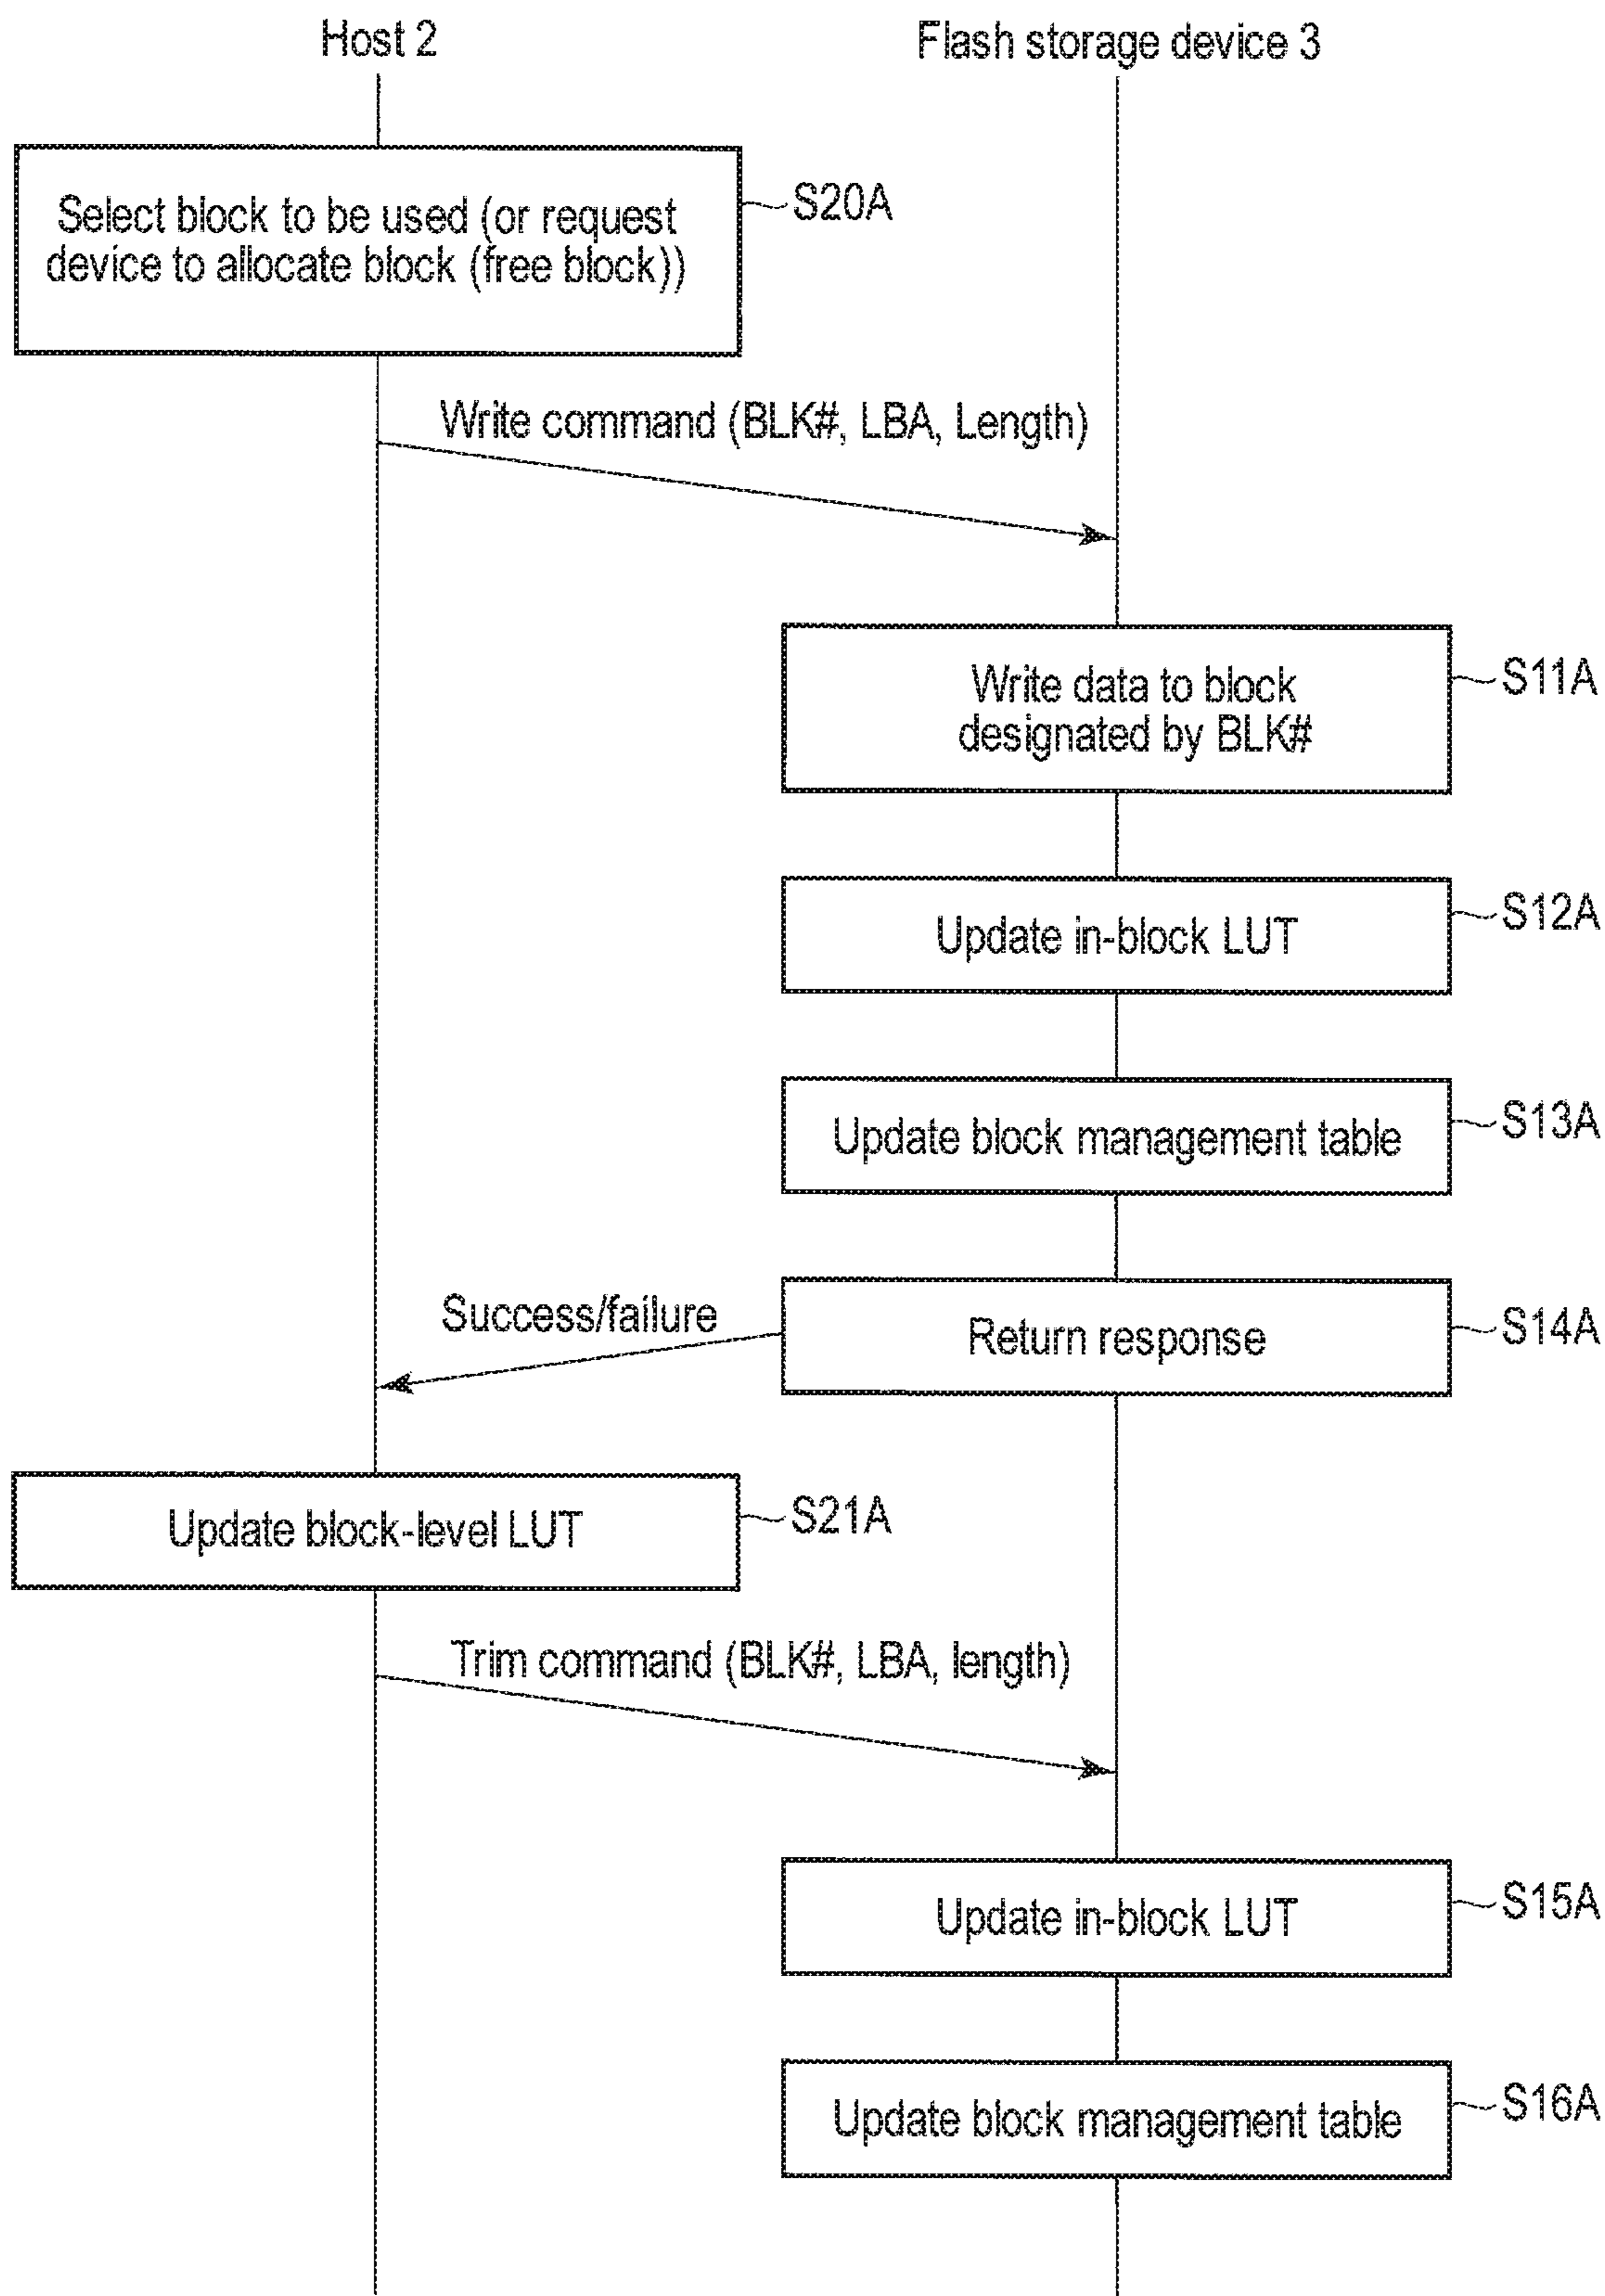 Host 2
Flash storage device 3
Select block to be used (or request
device to allocate block (free block))
S20A
Write command (BLK#, LBA, Length)
Write data to block
designated by BLK#
S11A
Update in-block LUT
S12A
Update block management table
S13A
Success/failure
Return response
S14A
Update block-level LUT
S21A
Trim command (BLK#, LBA, length)
Update in-block LUT
S15A
Update block management table
S16A